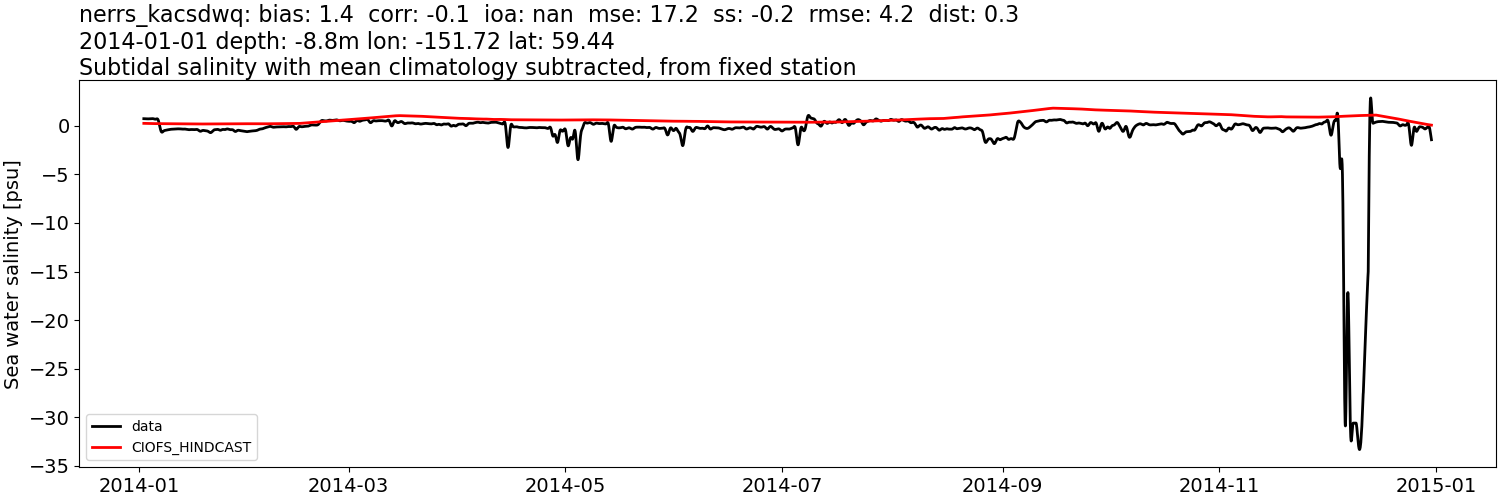 nerrs_kacsdwq: bias: 1.4  corr: -0.1  ioa: nan  mse: 17.2  ss: -0.2  rmse: 4.2  dist: 0.3
2014-01-01 depth: -8.8m lon: -151.72 lat: 59.44
Subtidal salinity with mean climatology subtracted, from fixed station
Sea water salinity [psu]
0
−5
−10
−15
−20
−25
−30
−35
data
CIOFS_HINDCAST
2014-01
2014-03
2014-05
2014-07
2014-09
2014-11
2015-01